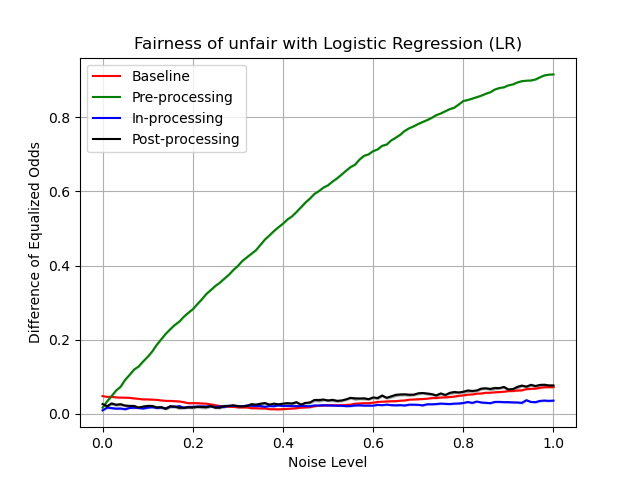 Fairness of unfair with Logistic Regression (LR)
Baseline
Pre-processing
In-processing
Post-processing
Difference of Equalized Odds
0.8
0.6
0.4
0.2
0.0
0.0 0.2 0.4 0.6 0.8 1.0
Noise Level